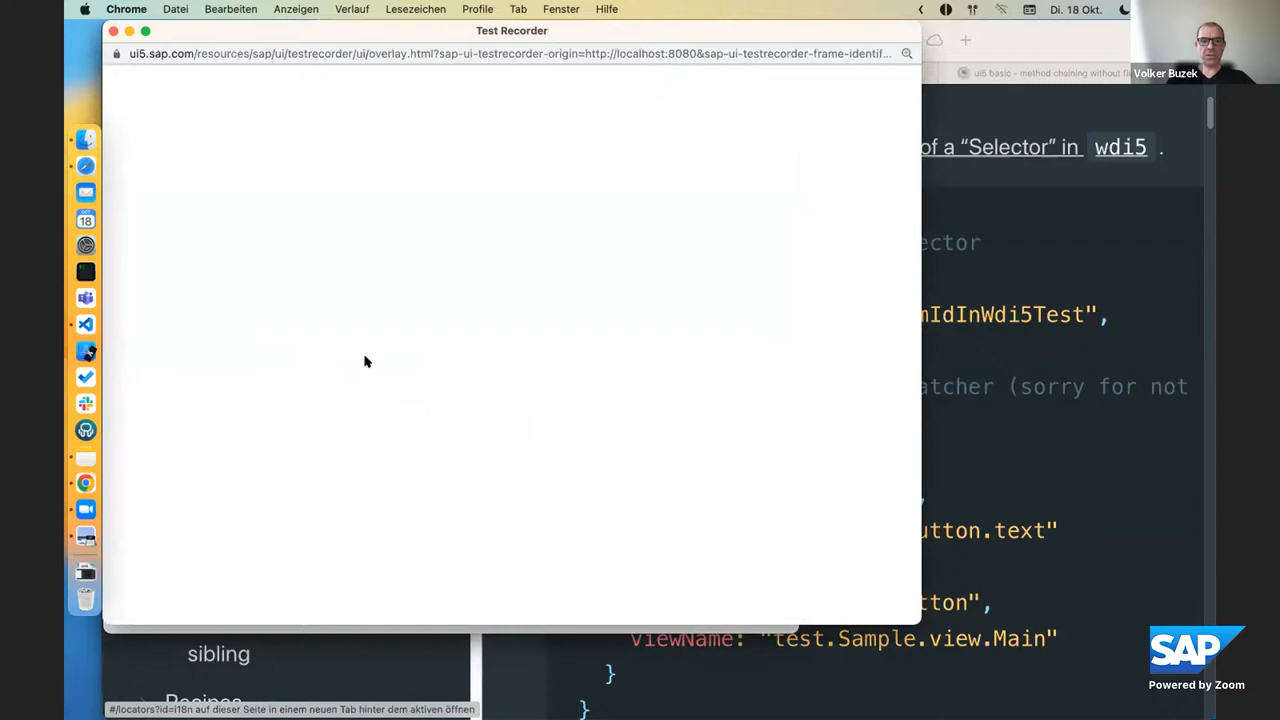 Chrome Datei Bearbeiten Anzeigen Verlauf Lesezeichen Profile Tab Fenster Hilfe Di. 18 Okt.
Test Recorder
ui5.sap.com/resources/sap/ui/testrecorder/ui/overlay.html?sap-ui-testrecorder-origin=http://localhost:8080&sap-ui-testrecorder-frame-identif...
Volker Buzek
ui5 basic - method chaining without
of a “Selector” in wdi5 .
ector
mIdInWdi5Test",
atcher (sorry for not
,
utton.text"
tton",
viewName: "test.Sample.view.Main"
}
}
sibling
Recipes
#/locators?id=i18n auf dieser Seite in einem neuen Tab hinter dem aktiven öffnen
18
SAP
Powered by Zoom